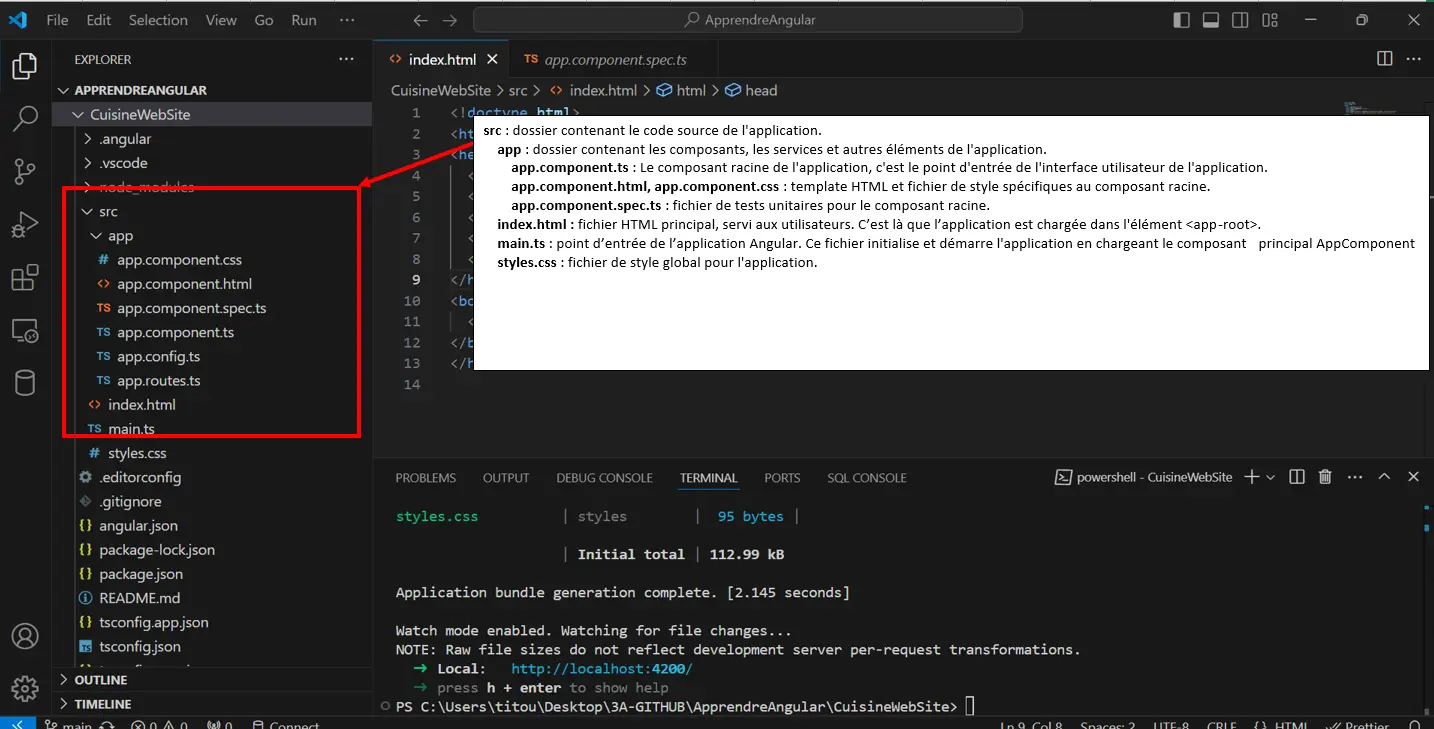 File Edit Selection View Go Run ···
ApprendreAngular
EXPLORER
index.html
TS app.component.spec.ts
APPRENDREANGULAR
CuisineWebSite > src > index.html > html > head
CuisineWebSite
.angular
.vscode
node_modules
src
app
# app.component.css
<> app.component.html
TS app.component.spec.ts
TS app.component.ts
TS app.config.ts
TS app.routes.ts
<> index.html
TS main.ts
# styles.css
.editorconfig
.gitignore
{} angular.json
{} package-lock.json
{} package.json
README.md
{} tsconfig.app.json
TS tsconfig.json
OUTLINE
TIMELINE
1 <!doctype html>
2 <ht
3 <he
4 <
5 <
6 <
7 <
8 <
9 </h
10 <bo
11 <
12 </b
13 </h
14
src : dossier contenant le code source de l'application.
app : dossier contenant les composants, les services et autres éléments de l'application.
app.component.ts : Le composant racine de l'application, c'est le point d'entrée de l'interface utilisateur de l'application.
app.component.html, app.component.css : template HTML et fichier de style spécifiques au composant racine.
app.component.spec.ts : fichier de tests unitaires pour le composant racine.
index.html : fichier HTML principal, servi aux utilisateurs. C’est là que l’application est chargée dans l'élément <app-root>.
main.ts : point d’entrée de l’application Angular. Ce fichier initialise et démarre l'application en chargeant le composant principal AppComponent
styles.css : fichier de style global pour l'application.
PROBLEMS OUTPUT DEBUG CONSOLE TERMINAL PORTS SQL CONSOLE
powershell - CuisineWebSite
styles.css | styles | 95 bytes |
| Initial total | 112.99 kB
Application bundle generation complete. [2.145 seconds]
Watch mode enabled. Watching for file changes...
NOTE: Raw file sizes do not reflect development server per-request transformations.
➜ Local: http://localhost:4200/
➜ press h + enter to show help
PS C:\Users\titou\Desktop\3A-GITHUB\ApprendreAngular\CuisineWebSite>
main 0 0 0 Connect
Ln 9, Col 8 Spaces: 2 UTF-8 CRLF {} HTML Prettier